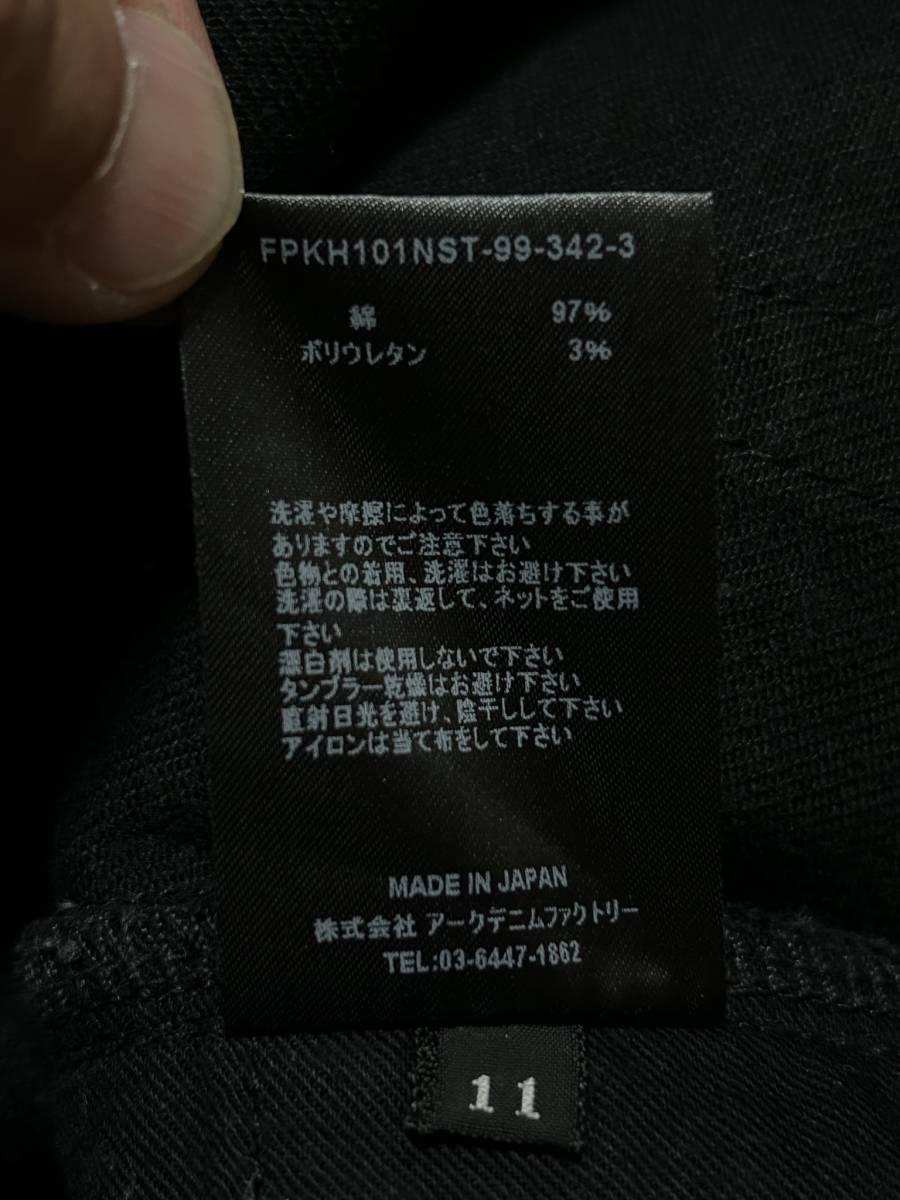 FPKH101NST-99-342-3
綿 97%
ポリウレタン 3%
洗濯や摩擦によって色落ちする事が
ありますのでご注意下さい
色物との着用、洗濯はお避け下さい
洗濯の際は裏返して、ネットをご使用
下さい
漂白剤は使用しないで下さい
タンブラー乾燥はお避け下さい
直射日光を避け、陰干しして下さい
アイロンは当て布をして下さい
MADE IN JAPAN
株式会社 アークデニムファクトリー
TEL:03-6447-1862
11